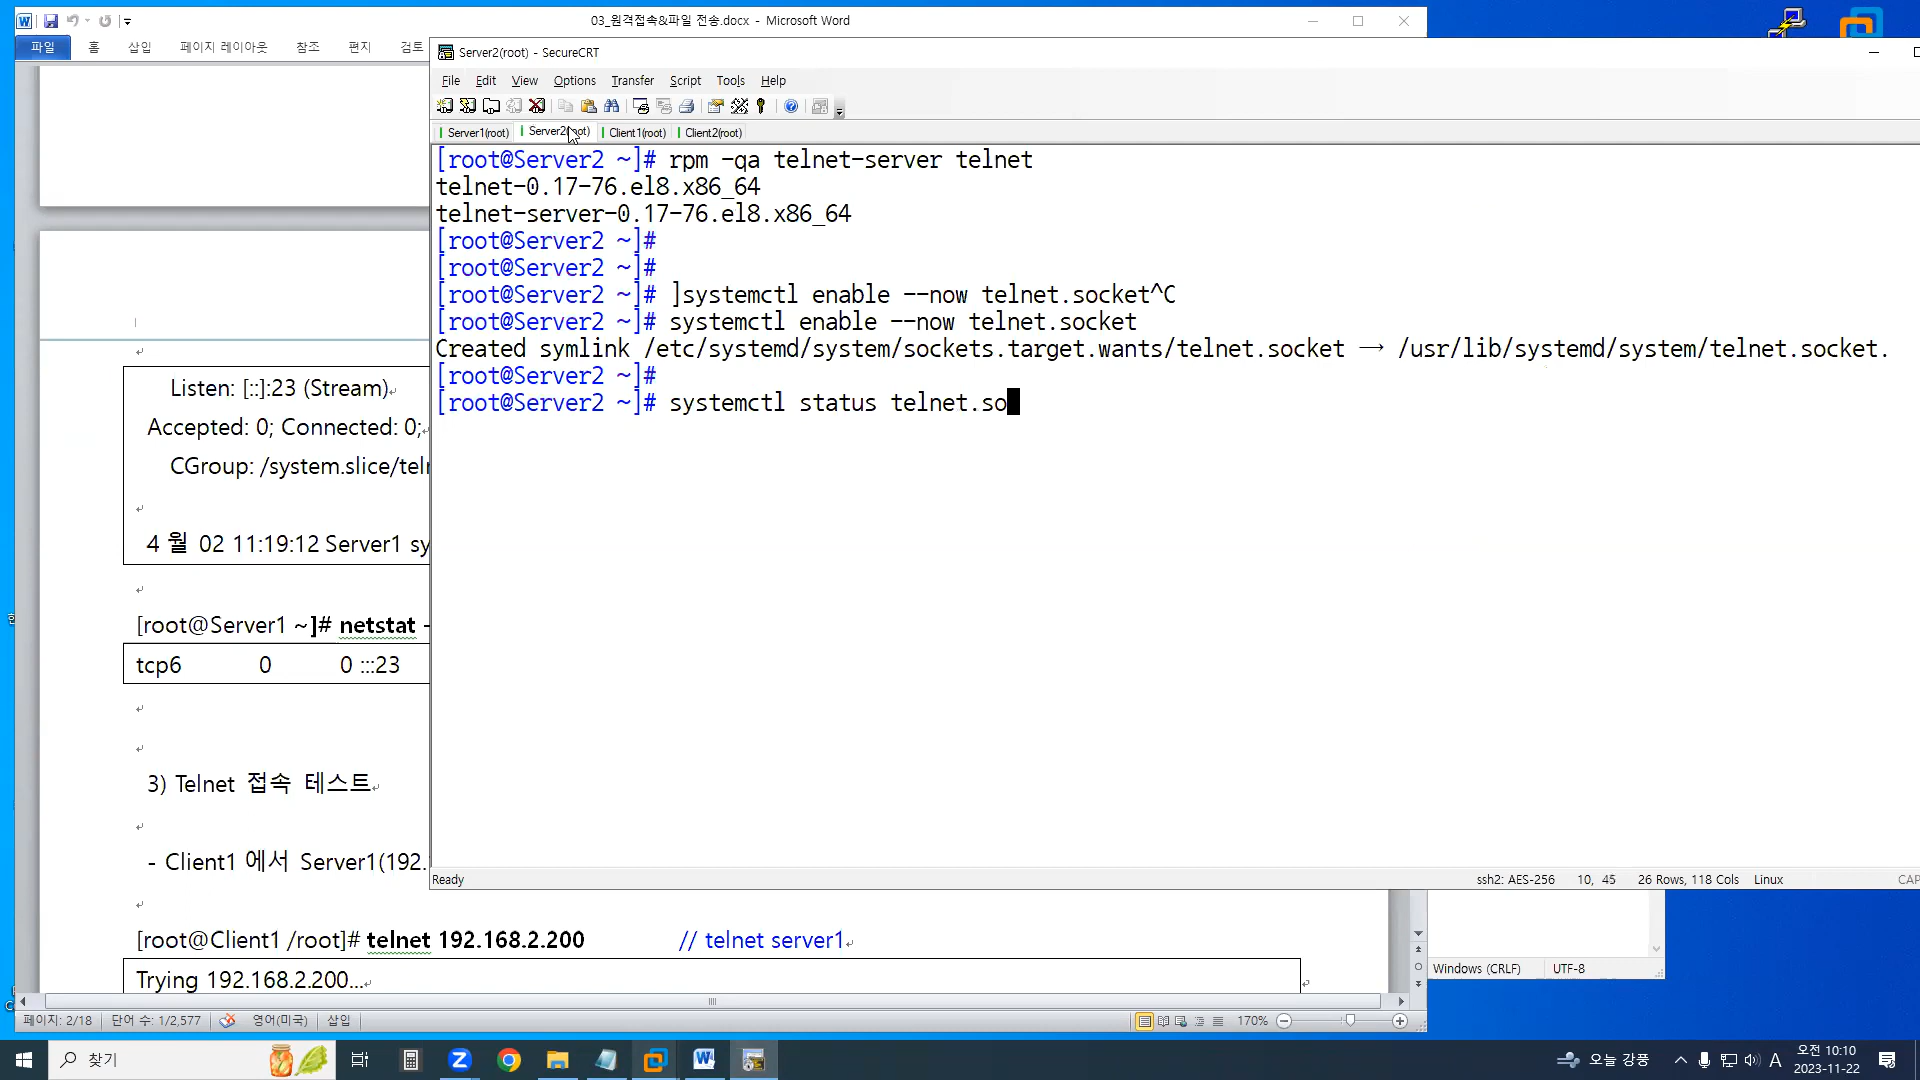 03_원격접속&파일 전송.docx - Microsoft Word
파일 홈 삽입 페이지 레이아웃 참조 편지 검토
Server2(root) - SecureCRT
File Edit View Options Transfer Script Tools Help
Server1(root) Server2(root) Client1(root) Client2(root)
[root@Server2 ~]# rpm -qa telnet-server telnet
telnet-0.17-76.el8.x86_64
telnet-server-0.17-76.el8.x86_64
[root@Server2 ~]#
[root@Server2 ~]#
[root@Server2 ~]# ]systemctl enable --now telnet.socket^C
[root@Server2 ~]# systemctl enable --now telnet.socket
Created symlink /etc/systemd/system/sockets.target.wants/telnet.socket → /usr/lib/systemd/system/telnet.socket.
[root@Server2 ~]#
[root@Server2 ~]# systemctl status telnet.so
Ready ssh2: AES-256 10, 45 26 Rows, 118 Cols Linux CAP
Listen: [::]:23 (Stream)
Accepted: 0; Connected: 0;
CGroup: /system.slice/teln
4월 02 11:19:12 Server1 sy
[root@Server1 ~]# netstat -
tcp6 0 0 :::23
3) Telnet 접속 테스트
- Client1 에서 Server1(192.
[root@Client1 /root]# telnet 192.168.2.200 // telnet server1
Trying 192.168.2.200...
Windows (CRLF) UTF-8
페이지: 2/18 단어 수: 1/2,577 영어(미국) 삽입 170%
찾기
오늘 강풍 A 오전 10:10
2023-11-22